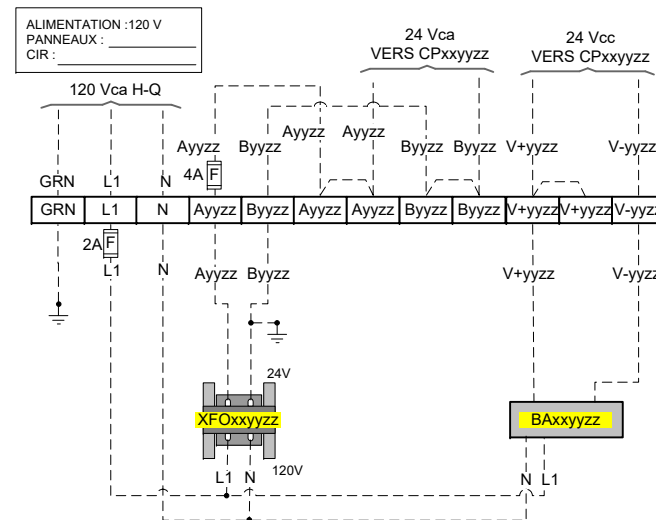 ALIMENTATION :120 V
PANNEAUX :
CIR :
120 Vca H-Q
24 Vca
VERS CPxxyyzz
24 Vcc
VERS CPxxyyzz
Ayyzz Byyzz Ayyzz Ayyzz Byyzz Byyzz V+yyzz V-yyzz
4A F
GRN L1 N
GRN L1 N Ayyzz Byyzz Ayyzz Ayyzz Byyzz Byyzz V+yyzz V+yyzz V-yyzz
2A F
L1 N Ayyzz Byyzz V+yyzz V-yyzz
24V
XFOxxyyzz
BAxxyyzz
120V
L1 N N L1